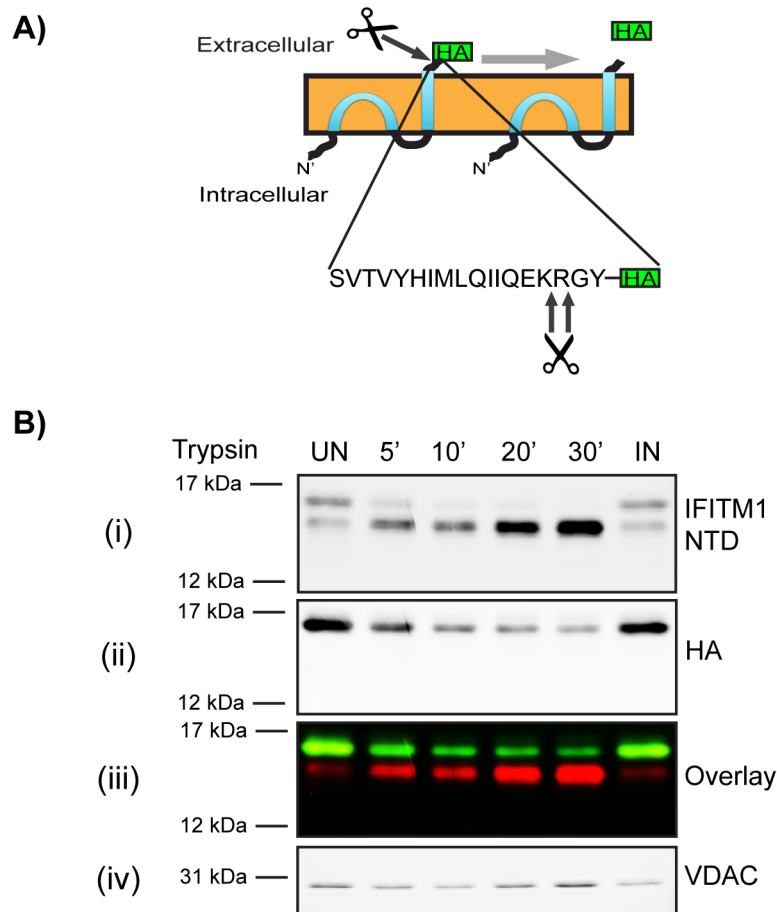 A)
Extracellular
HA
HA
N'
N'
Intracellular
SVTVYHIMLQIIQEKRGY
HA
B)
Trypsin UN 5' 10' 20' 30' IN
17 kDa
(i)
IFITM1
NTD
12 kDa
17 kDa
(ii)
HA
12 kDa
17 kDa
(iii)
Overlay
12 kDa
(iv)
31 kDa
VDAC